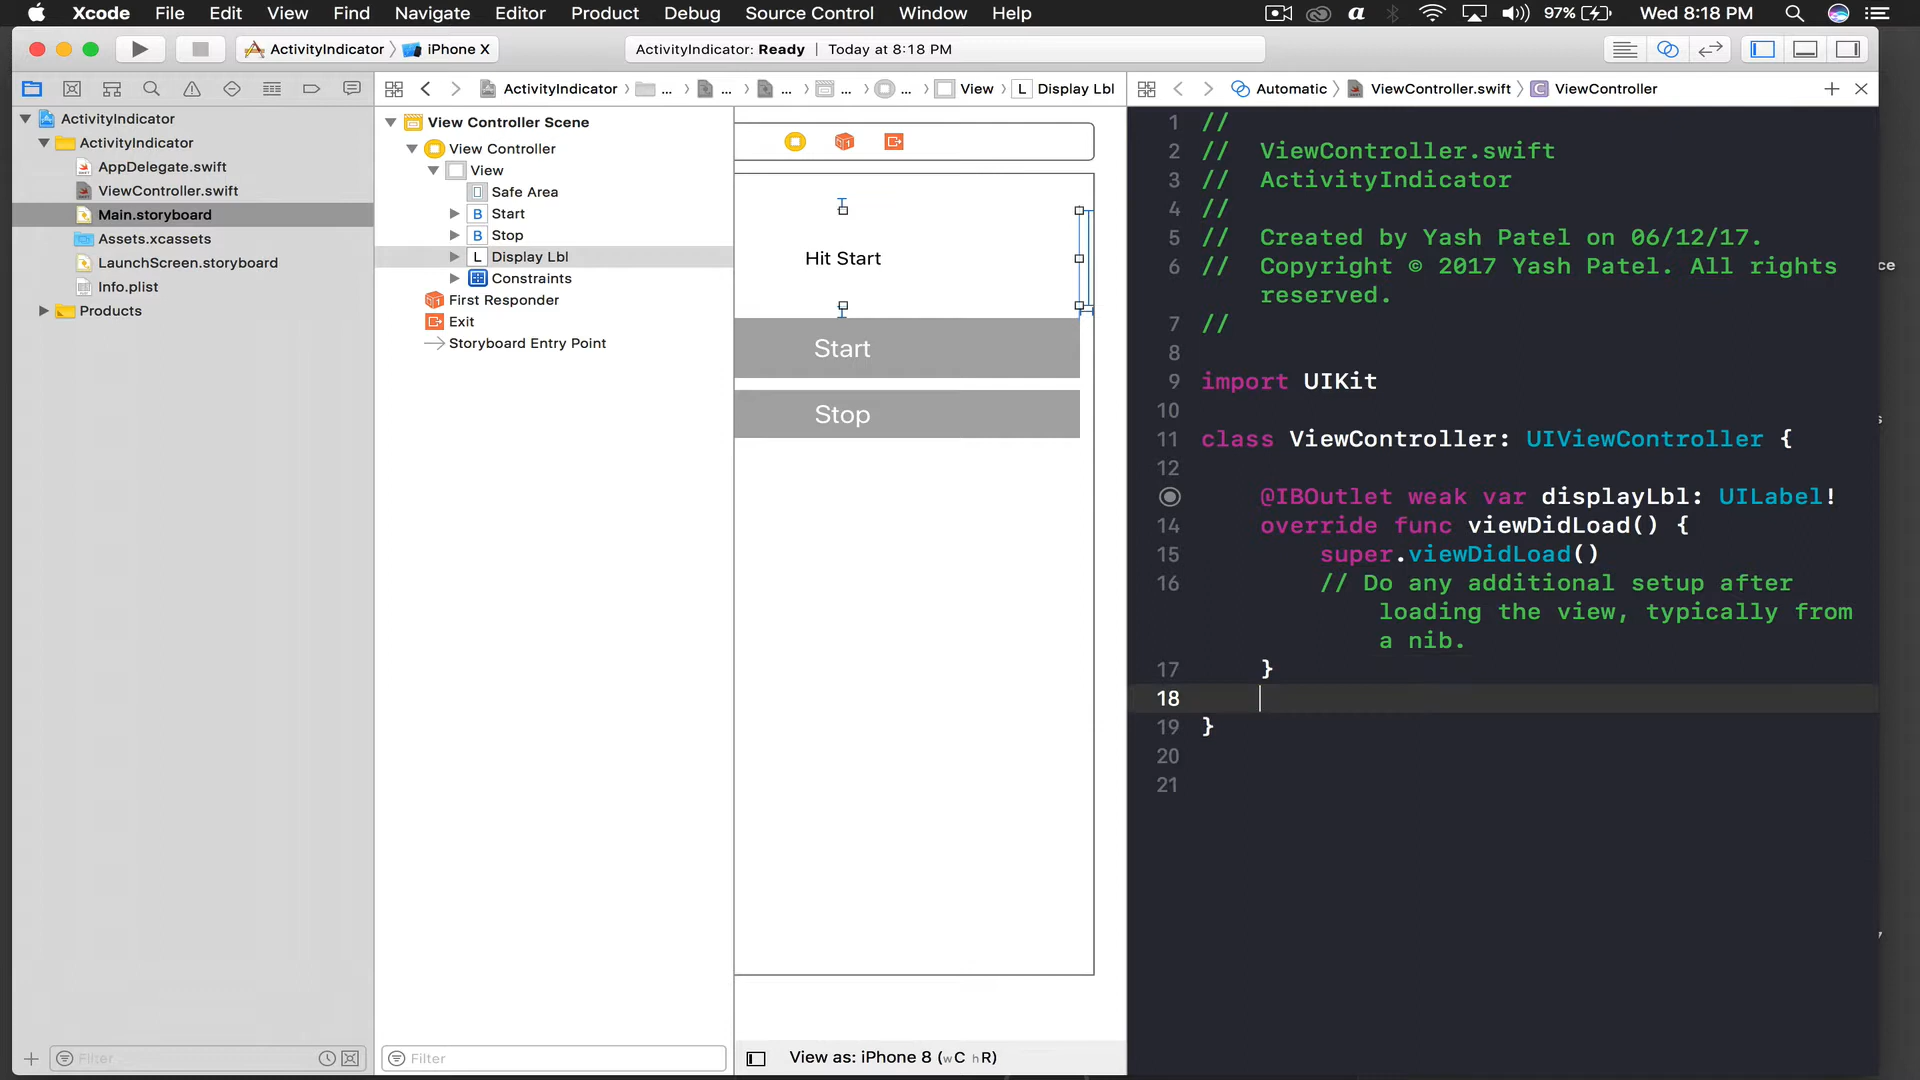 Xcode File Edit View Find Navigate Editor Product Debug Source Control Window Help 97% Wed 8:18 PM
ActivityIndicator iPhone X ActivityIndicator: Ready | Today at 8:18 PM
ActivityIndicator ... ... ... ... ... View L Display Lbl
Automatic ViewController.swift C ViewController
ActivityIndicator
ActivityIndicator
AppDelegate.swift
ViewController.swift
Main.storyboard
Assets.xcassets
LaunchScreen.storyboard
Info.plist
Products
Filter
View Controller Scene
View Controller
View
Safe Area
B Start
B Stop
L Display Lbl
Constraints
First Responder
Exit
Storyboard Entry Point
Filter
Hit Start
Start
Stop
View as: iPhone 8 (wC hR)
1 //
2 // ViewController.swift
3 // ActivityIndicator
4 //
5 // Created by Yash Patel on 06/12/17.
6 // Copyright © 2017 Yash Patel. All rights
reserved.
7 //
8
9 import UIKit
10
11 class ViewController: UIViewController {
12
@IBOutlet weak var displayLbl: UILabel!
14 override func viewDidLoad() {
15 super.viewDidLoad()
16 // Do any additional setup after
loading the view, typically from
a nib.
17 }
18
19 }
20
21